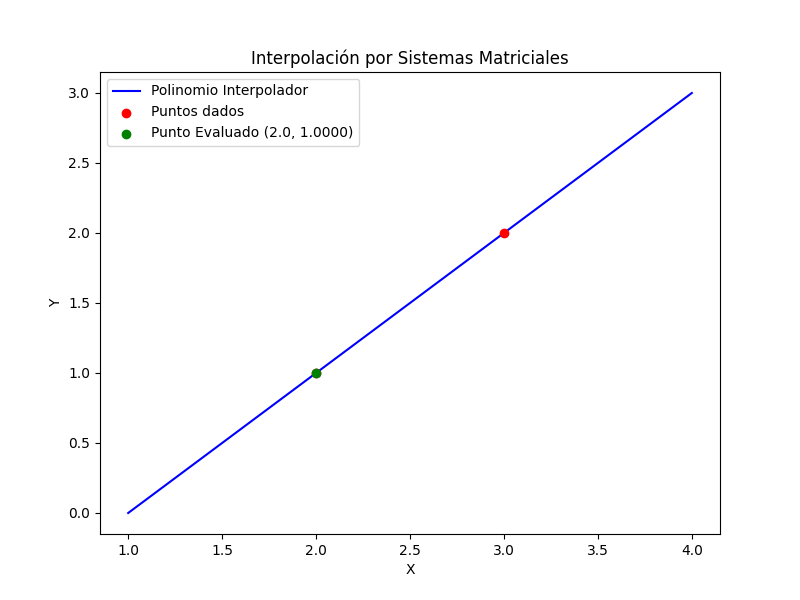 Interpolación por Sistemas Matriciales
Polinomio Interpolador
Puntos dados
Punto Evaluado (2.0, 1.0000)
3.0
2.5
2.0
1.5
1.0
0.5
0.0
Y
1.0 1.5 2.0 2.5 3.0 3.5 4.0
X